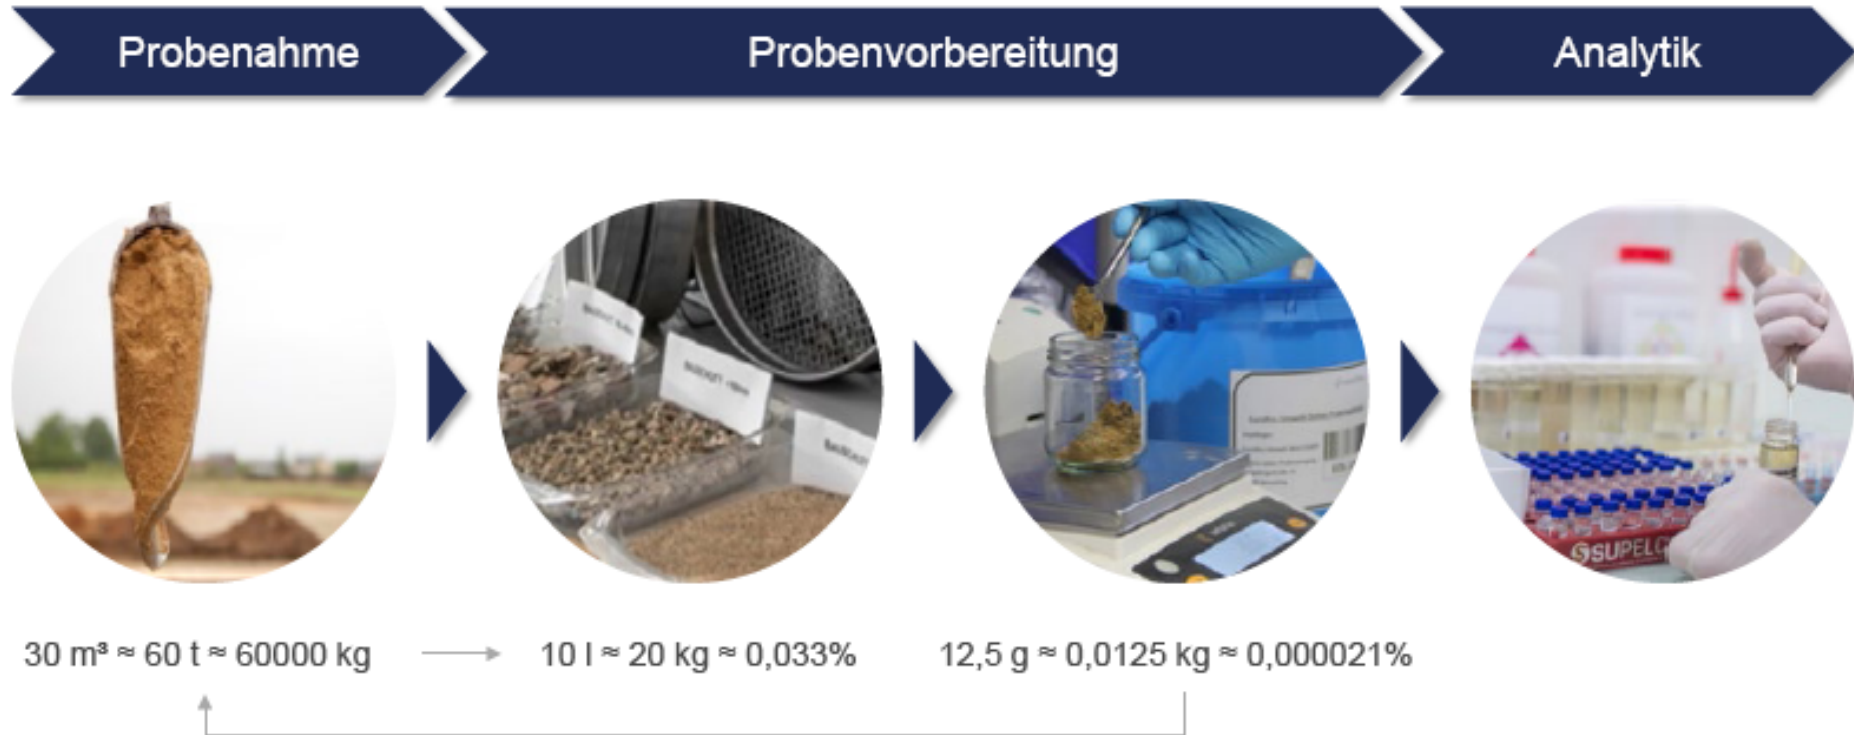 Probenahme
Probenvorbereitung
Analytik
SUPELC
30 m³ ≈ 60 t ≈ 60000 kg
10 l ≈ 20 kg ≈ 0,033%
12,5 g ≈ 0,0125 kg ≈ 0,000021%